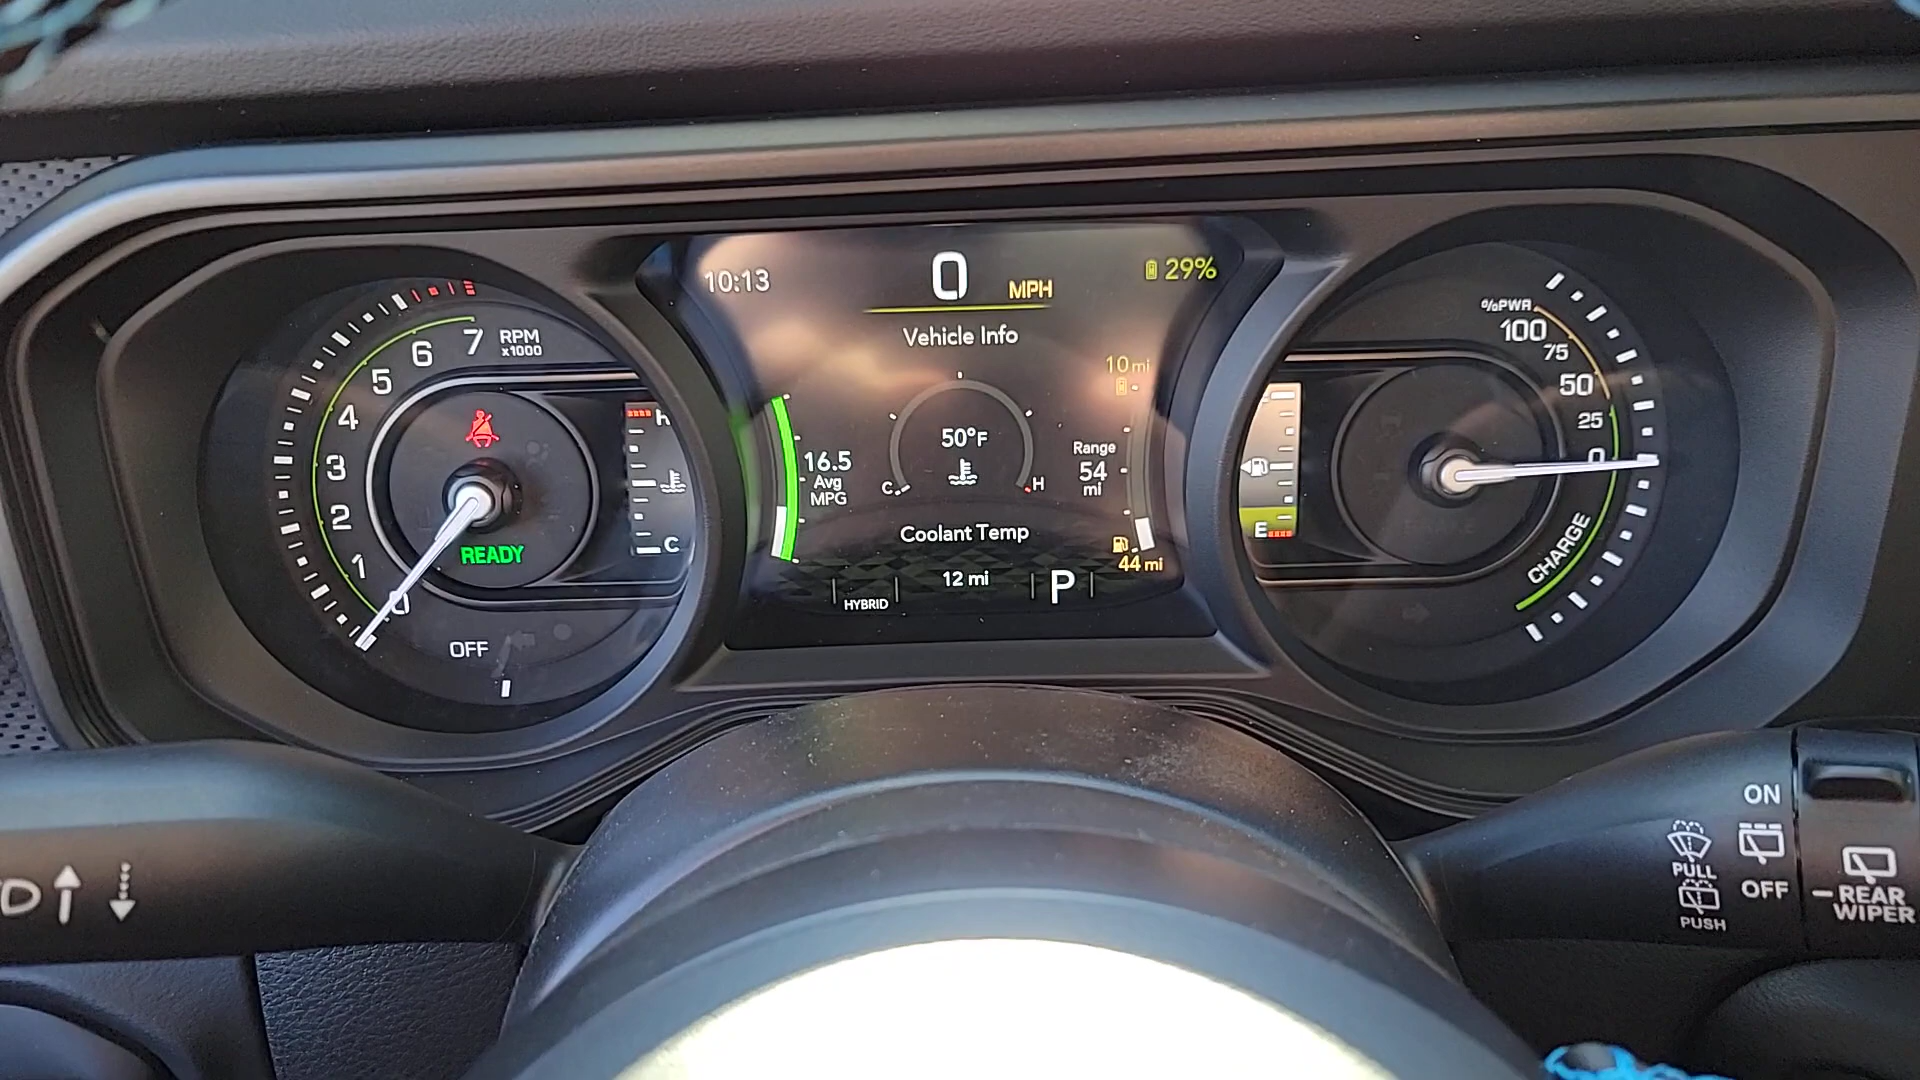 10:13
0 MPH
29%
Vehicle Info
7 RPM
x1000
6
5
4
3
2
1
0
READY
OFF
H
C
16.5
Avg
MPG
50°F
C
H
Coolant Temp
10 mi
Range
54
mi
44 mi
HYBRID
12 mi
P
E
%PWR
100
75
50
25
0
CHARGE
ON
PULL
OFF
PUSH
REAR
WIPER